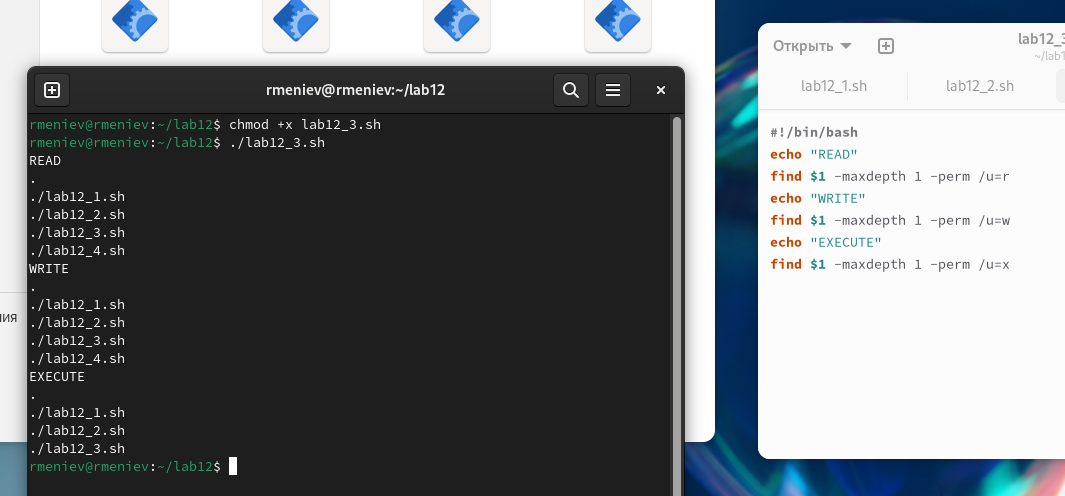 rmeniev@rmeniev:~/lab12
rmeniev@rmeniev:~/lab12$ chmod +x lab12_3.sh
rmeniev@rmeniev:~/lab12$ ./lab12_3.sh
READ
.
./lab12_1.sh
./lab12_2.sh
./lab12_3.sh
./lab12_4.sh
WRITE
.
./lab12_1.sh
./lab12_2.sh
./lab12_3.sh
./lab12_4.sh
EXECUTE
.
./lab12_1.sh
./lab12_2.sh
./lab12_3.sh
rmeniev@rmeniev:~/lab12$
ния
Открыть
lab12_3
~/lab1
lab12_1.sh
lab12_2.sh
#!/bin/bash
echo "READ"
find $1 -maxdepth 1 -perm /u=r
echo "WRITE"
find $1 -maxdepth 1 -perm /u=w
echo "EXECUTE"
find $1 -maxdepth 1 -perm /u=x